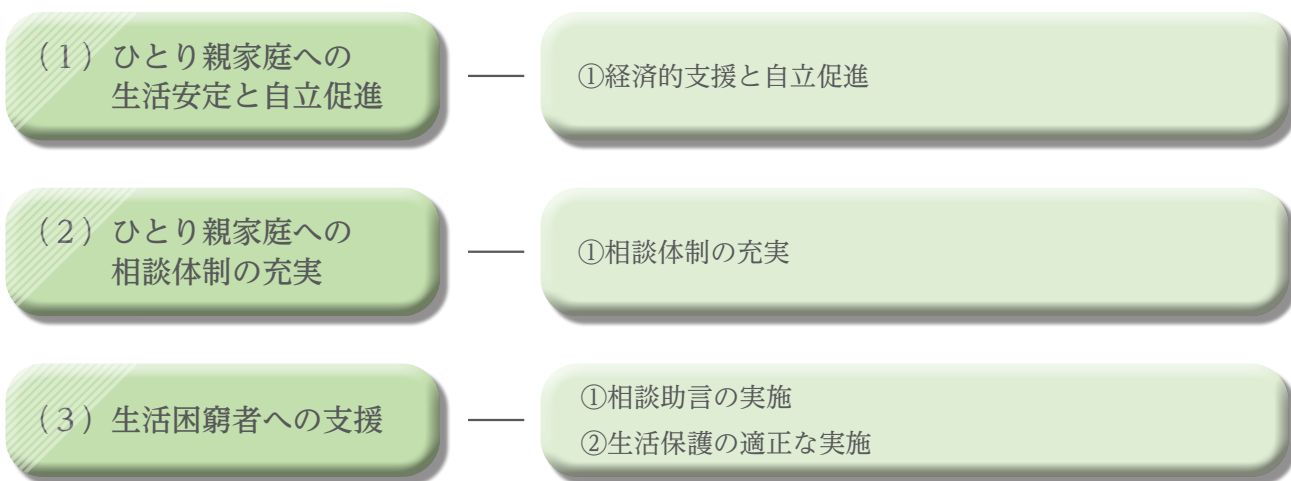 （１）ひとり親家庭への
生活安定と自立促進
①経済的支援と自立促進
（２）ひとり親家庭への
相談体制の充実
①相談体制の充実
（３）生活困窮者への支援
①相談助言の実施
②生活保護の適正な実施